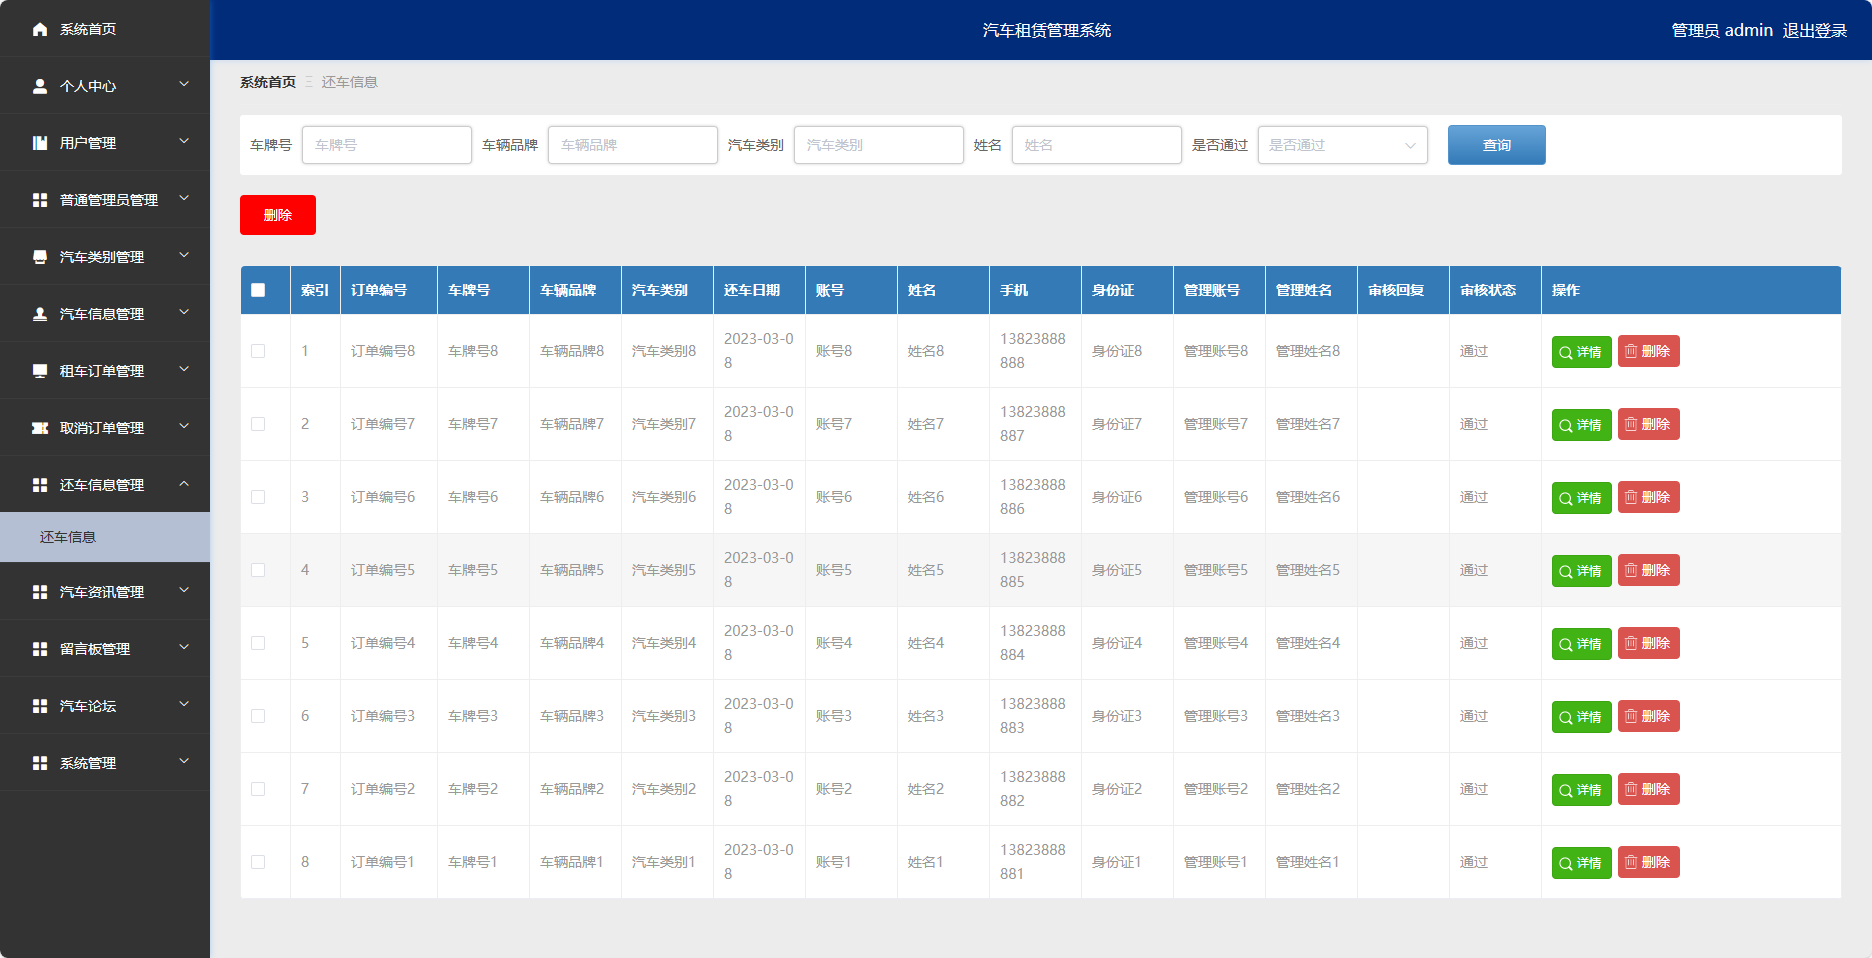 系统首页
个人中心
用户管理
普通管理员管理
汽车类别管理
汽车信息管理
租车订单管理
取消订单管理
还车信息管理
还车信息
汽车资讯管理
留言板管理
汽车论坛
系统管理
汽车租赁管理系统
管理员 admin 退出登录
系统首页 还车信息
车牌号 车牌号 车辆品牌 车辆品牌 汽车类别 汽车类别 姓名 姓名 是否通过 是否通过 查询
删除
索引 订单编号 车牌号 车辆品牌 汽车类别 还车日期 账号 姓名 手机 身份证 管理账号 管理姓名 审核回复 审核状态 操作
1 订单编号8 车牌号8 车辆品牌8 汽车类别8 2023-03-08 账号8 姓名8 13823888888 身份证8 管理账号8 管理姓名8 通过 详情 删除
2 订单编号7 车牌号7 车辆品牌7 汽车类别7 2023-03-08 账号7 姓名7 13823888887 身份证7 管理账号7 管理姓名7 通过 详情 删除
3 订单编号6 车牌号6 车辆品牌6 汽车类别6 2023-03-08 账号6 姓名6 13823888886 身份证6 管理账号6 管理姓名6 通过 详情 删除
4 订单编号5 车牌号5 车辆品牌5 汽车类别5 2023-03-08 账号5 姓名5 13823888885 身份证5 管理账号5 管理姓名5 通过 详情 删除
5 订单编号4 车牌号4 车辆品牌4 汽车类别4 2023-03-08 账号4 姓名4 13823888884 身份证4 管理账号4 管理姓名4 通过 详情 删除
6 订单编号3 车牌号3 车辆品牌3 汽车类别3 2023-03-08 账号3 姓名3 13823888883 身份证3 管理账号3 管理姓名3 通过 详情 删除
7 订单编号2 车牌号2 车辆品牌2 汽车类别2 2023-03-08 账号2 姓名2 13823888882 身份证2 管理账号2 管理姓名2 通过 详情 删除
8 订单编号1 车牌号1 车辆品牌1 汽车类别1 2023-03-08 账号1 姓名1 13823888881 身份证1 管理账号1 管理姓名1 通过 详情 删除